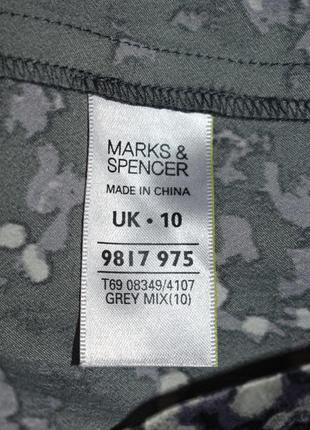 MARKS &
SPENCER
MADE IN CHINA
UK • 10
9817 975
T69 08349/4107
GREY MIX(10)